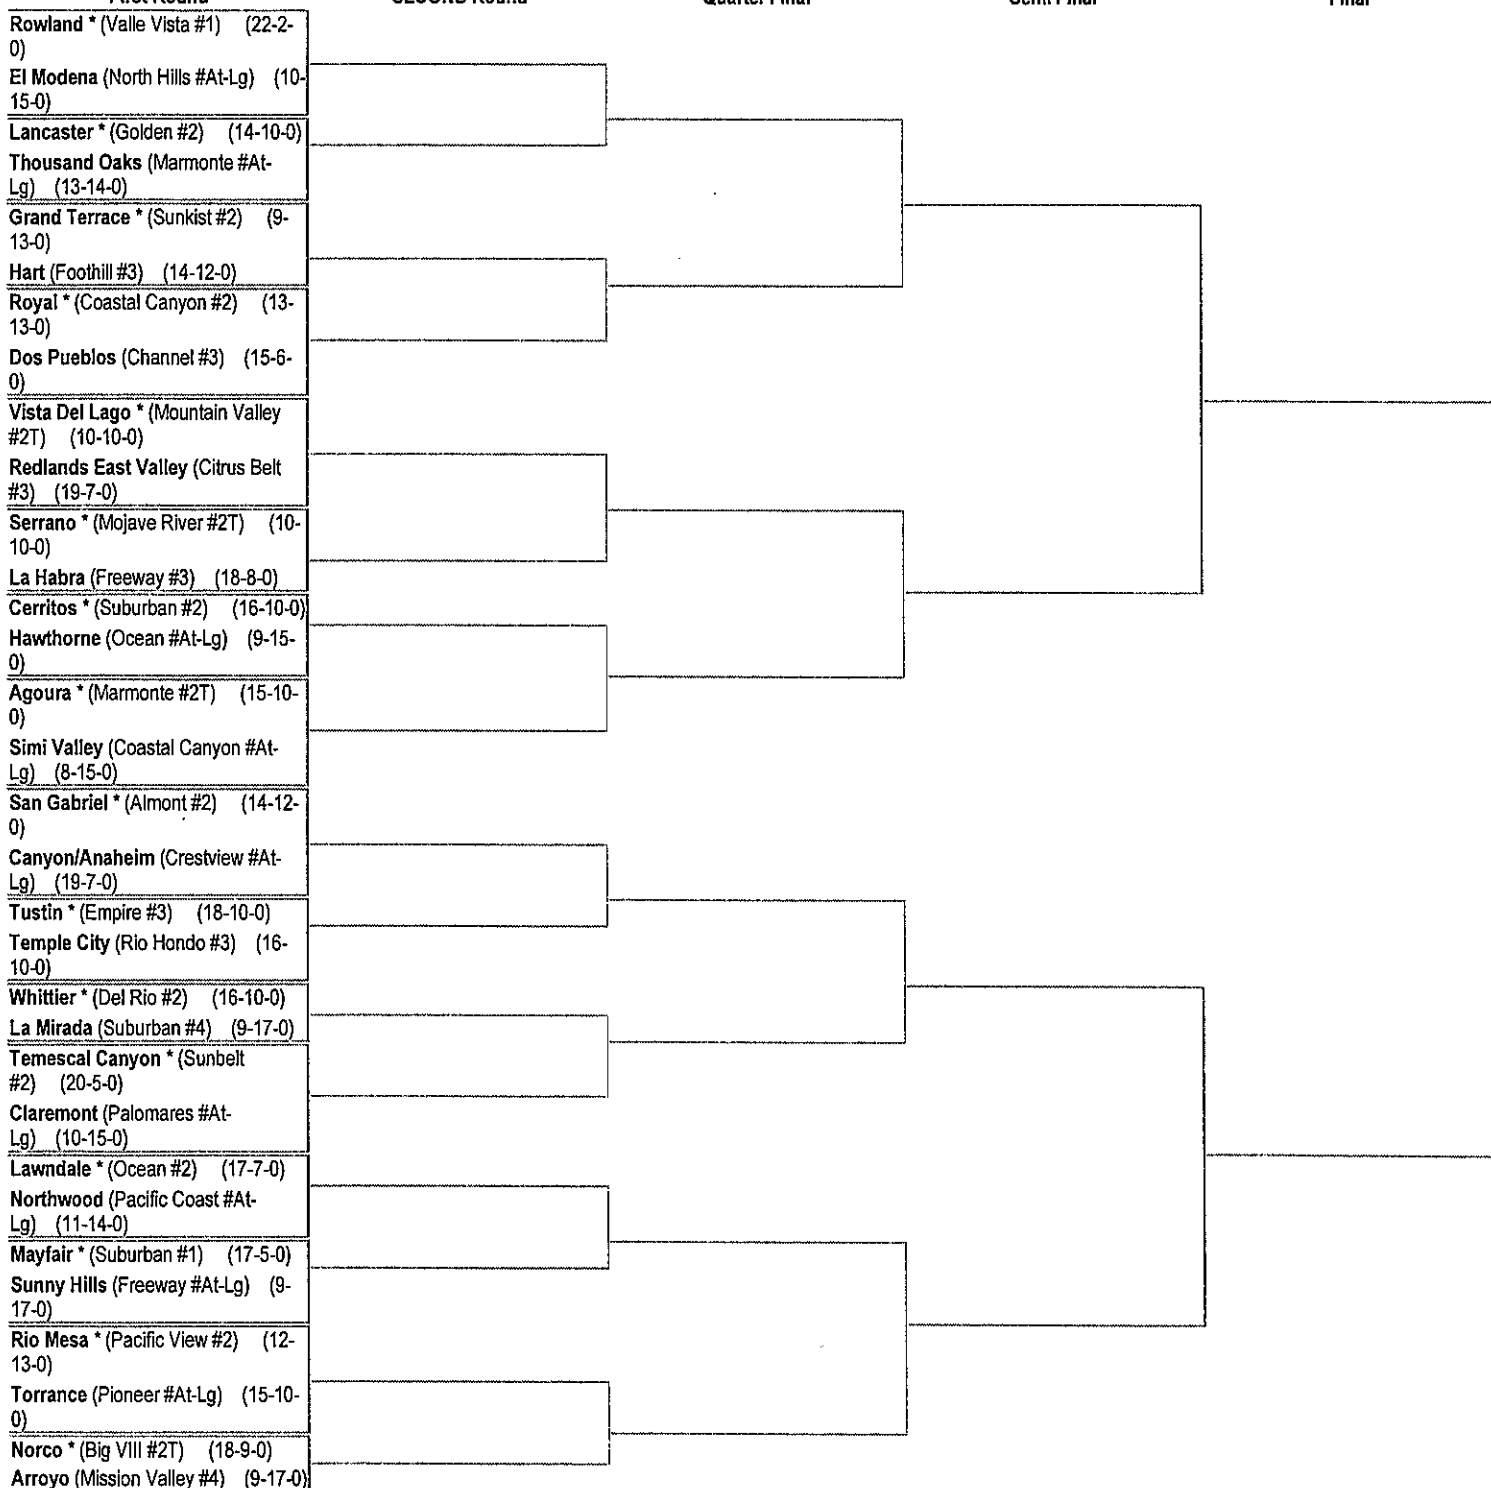 First Round SECOND Round Quarter Final Semi Final Final
Rowland * (Valle Vista #1) (22-2-
0)
El Modena (North Hills #At-Lg) (10-
15-0)
Lancaster * (Golden #2) (14-10-0)
Thousand Oaks (Marmonte #At-
Lg) (13-14-0)
Grand Terrace * (Sunkist #2) (9-
13-0)
Hart (Foothill #3) (14-12-0)
Royal * (Coastal Canyon #2) (13-
13-0)
Dos Pueblos (Channel #3) (15-6-
0)
Vista Del Lago * (Mountain Valley
#2T) (10-10-0)
Redlands East Valley (Citrus Belt
#3) (19-7-0)
Serrano * (Mojave River #2T) (10-
10-0)
La Habra (Freeway #3) (18-8-0)
Cerritos * (Suburban #2) (16-10-0)
Hawthorne (Ocean #At-Lg) (9-15-
0)
Agoura * (Marmonte #2T) (15-10-
0)
Simi Valley (Coastal Canyon #At-
Lg) (8-15-0)
San Gabriel * (Almont #2) (14-12-
0)
Canyon/Anaheim (Crestview #At-
Lg) (19-7-0)
Tustin * (Empire #3) (18-10-0)
Temple City (Rio Hondo #3) (16-
10-0)
Whittier * (Del Rio #2) (16-10-0)
La Mirada (Suburban #4) (9-17-0)
Temescal Canyon * (Sunbelt
#2) (20-5-0)
Claremont (Palomares #At-
Lg) (10-15-0)
Lawndale * (Ocean #2) (17-7-0)
Northwood (Pacific Coast #At-
Lg) (11-14-0)
Mayfair * (Suburban #1) (17-5-0)
Sunny Hills (Freeway #At-Lg) (9-
17-0)
Rio Mesa * (Pacific View #2) (12-
13-0)
Torrance (Pioneer #At-Lg) (15-10-
0)
Norco * (Big VIII #2T) (18-9-0)
Arroyo (Mission Valley #4) (9-17-0)